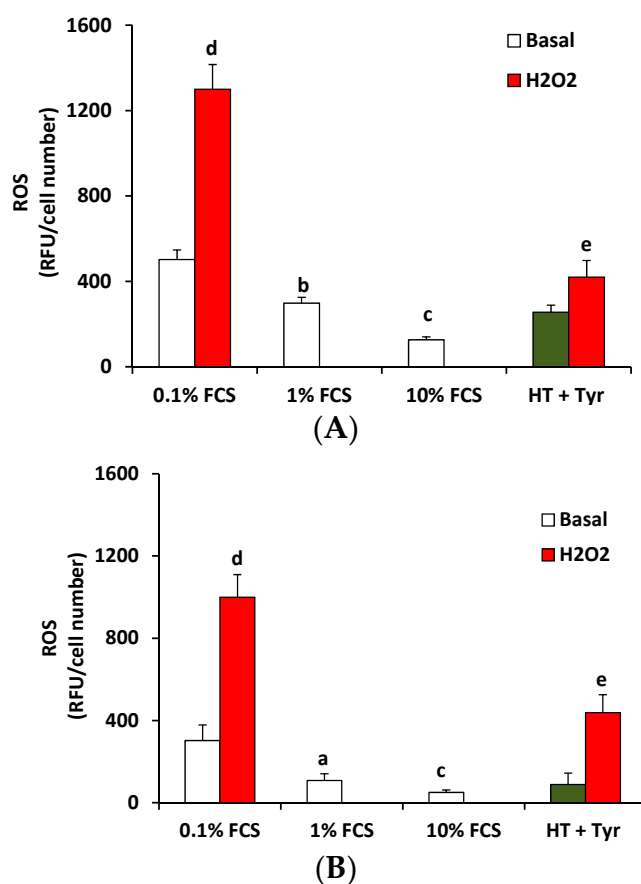 1600
1200
800
400
0
ROS
(RFU/cell number)
d
b
c
e
Basal
H2O2
0.1% FCS
1% FCS
10% FCS
HT + Tyr
(A)
1600
1200
800
400
0
ROS
(RFU/cell number)
d
a
c
e
Basal
H2O2
0.1% FCS
1% FCS
10% FCS
HT + Tyr
(B)